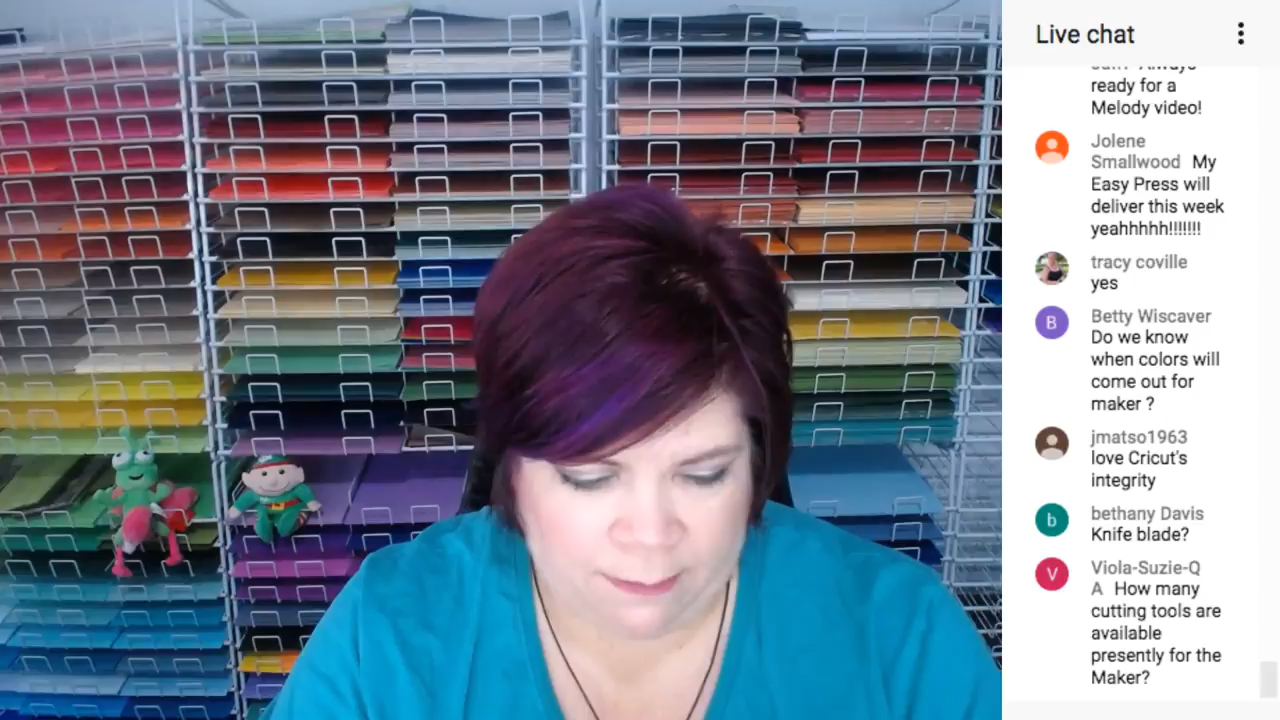 Live chat
ready for a
Melody video!
Jolene
Smallwood My
Easy Press will
deliver this week
yeahhhhh!!!!!!!
tracy coville
yes
Betty Wiscaver
B
Do we know
when colors will
come out for
maker ?
jmatso1963
love Cricut's
integrity
bethany Davis
b
Knife blade?
Viola-Suzie-Q
V
A How many
cutting tools are
available
presently for the
Maker?